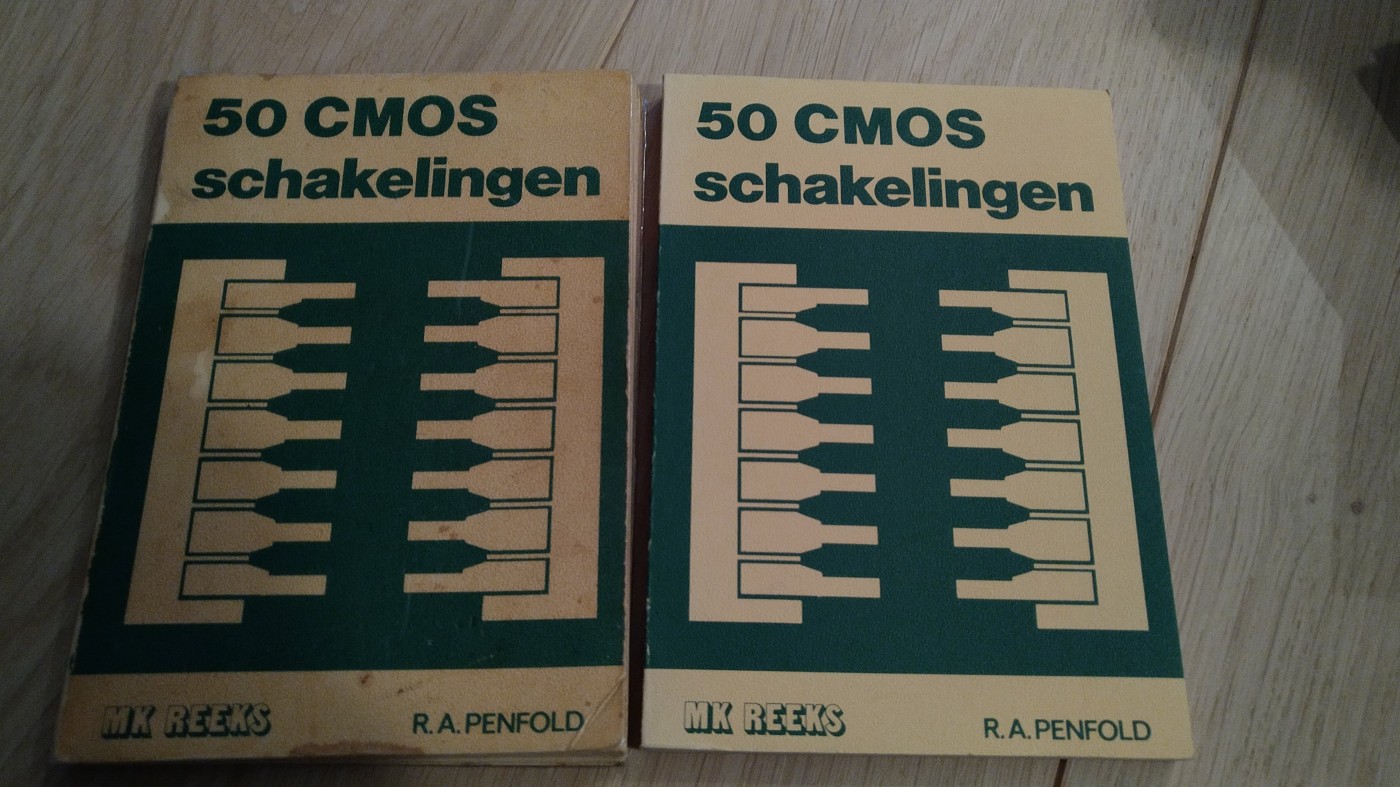 50 CMOS
schakelingen
MK REEKS
R.A.PENFOLD
50 CMOS
schakelingen
MK REEKS
R.A.PENFOLD